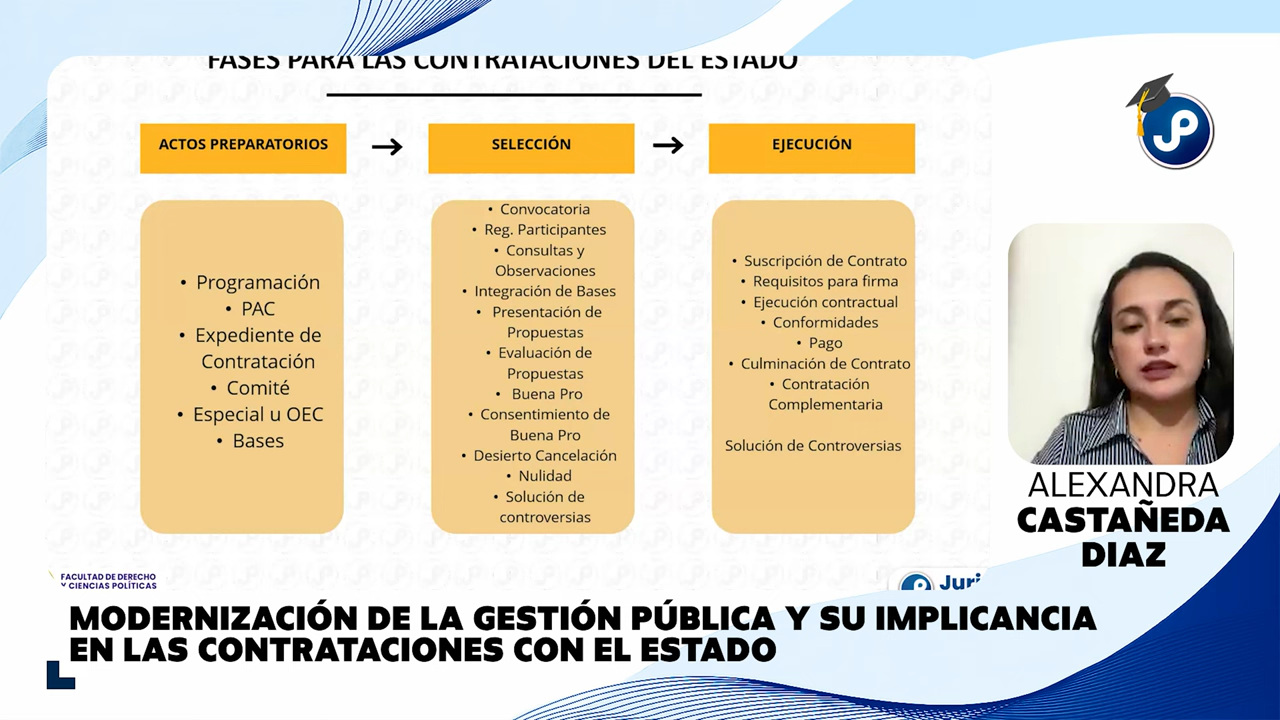 FASES PARA LAS CONTRATACIONES DEL ESTADO
ACTOS PREPARATORIOS
• Programación
• PAC
• Expediente de
Contratación
• Comité
• Especial u OEC
• Bases
SELECCIÓN
• Convocatoria
• Reg. Participantes
• Consultas y
Observaciones
• Integración de Bases
• Presentación de
Propuestas
• Evaluación de
Propuestas
• Buena Pro
• Consentimiento de
Buena Pro
• Desierto Cancelación
• Nulidad
• Solución de
controversias
EJECUCIÓN
• Suscripción de Contrato
• Requisitos para firma
• Ejecución contractual
• Conformidades
• Pago
• Culminación de Contrato
• Contratación
Complementaria
Solución de Controversias
ALEXANDRA
CASTAÑEDA
DIAZ
FACULTAD DE DERECHO
Y CIENCIAS POLÍTICAS
Juri
MODERNIZACIÓN DE LA GESTIÓN PÚBLICA Y SU IMPLICANCIA
EN LAS CONTRATACIONES CON EL ESTADO